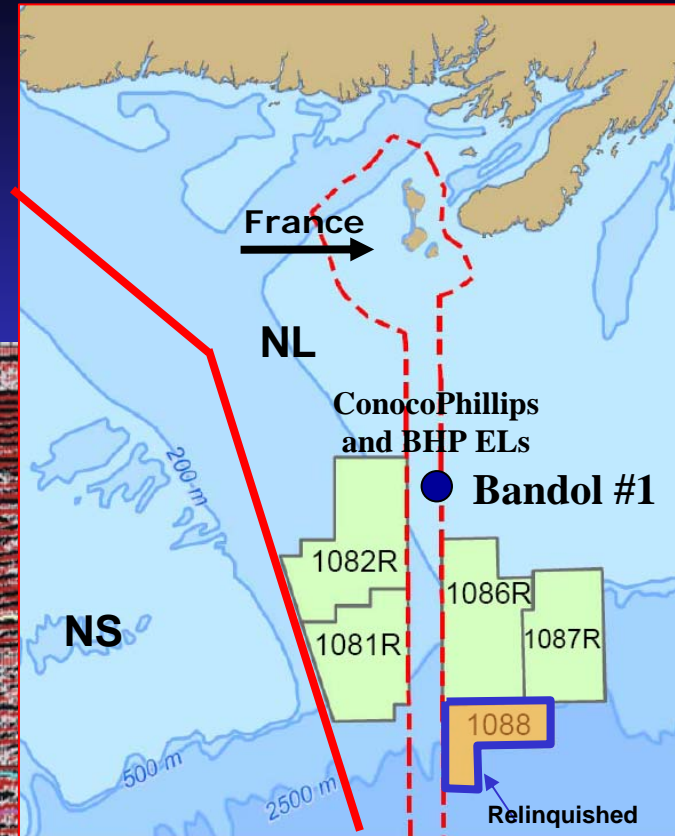 France
NL
ConocoPhillips
and BHP ELs
Bandol #1
200 m
1082R
1086R
NS
1081R
1087R
1088
500 m
2500 m
Relinquished